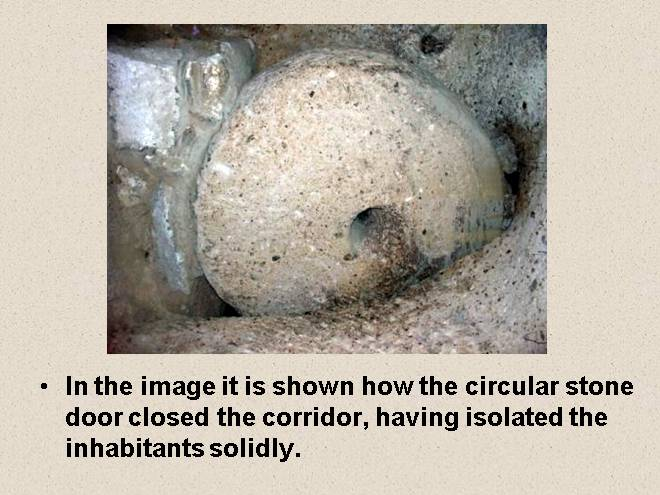 • In the image it is shown how the circular stone
door closed the corridor, having isolated the
inhabitants solidly.